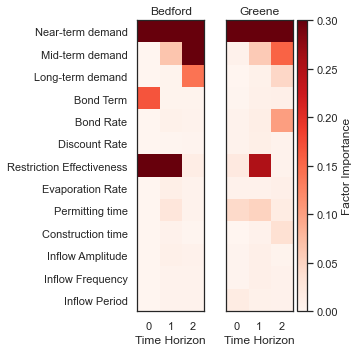 Bedford
Greene
Near-term demand
Mid-term demand
Long-term demand
Bond Term
Bond Rate
Discount Rate
Restriction Effectiveness
Evaporation Rate
Permitting time
Construction time
Inflow Amplitude
Inflow Frequency
Inflow Period
0 1 2
Time Horizon
0 1 2
Time Horizon
0.30
0.25
0.20
0.15
0.10
0.05
0.00
Factor Importance